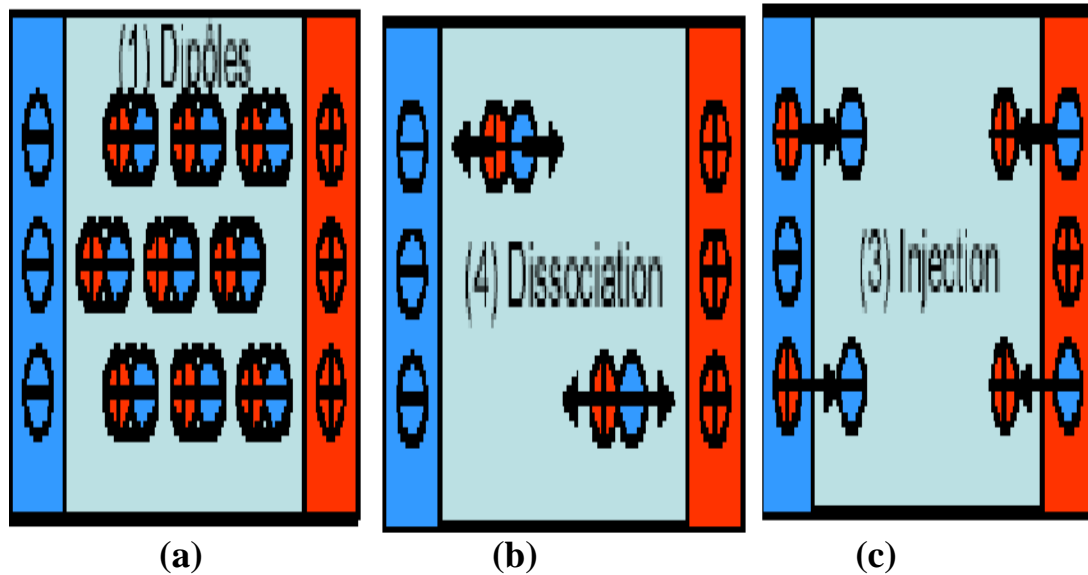 (1) Dipôles
(4) Dissociation
(3) Injection
(a)
(b)
(c)